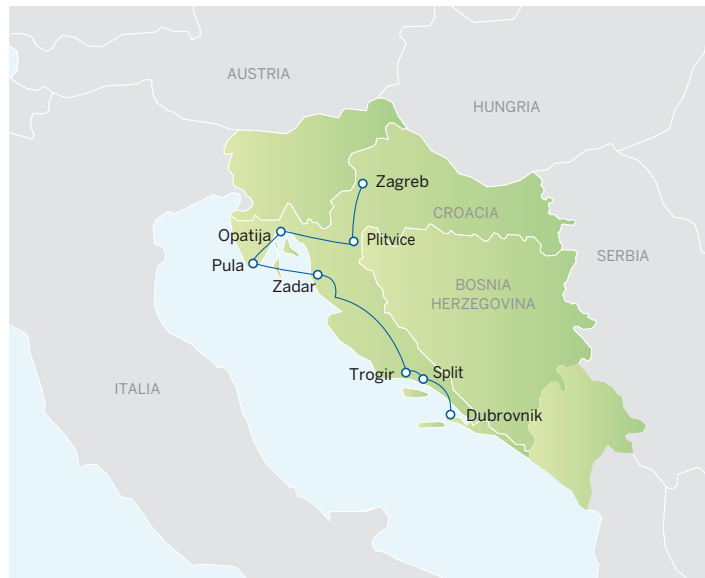 AUSTRIA
HUNGRIA
Zagreb
CROACIA
Opatija
Plitvice
SERBIA
Pula
Zadar
BOSNIA
HERZEGOVINA
Trogir
Split
ITALIA
Dubrovnik